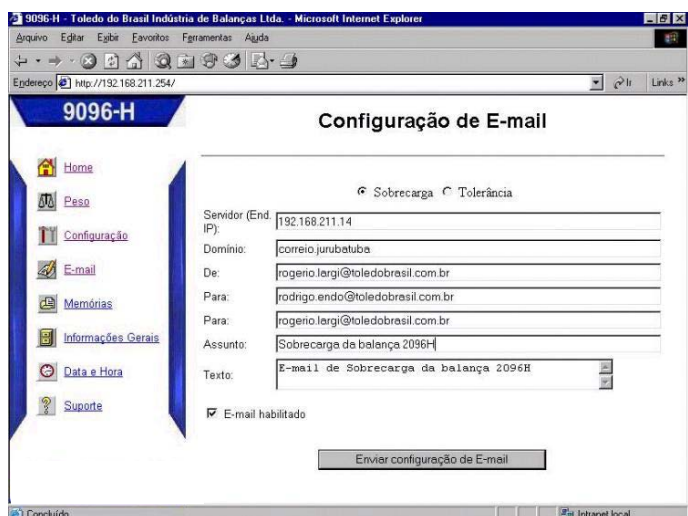 9096-H - Toledo do Brasil Indústria de Balanças Ltda. - Microsoft Internet Explorer
Arquivo Editar Exibir Favoritos Ferramentas Ajuda
Endereço http://192.168.211.254/ Ir Links »
9096-H
Configuração de E-mail
Home
Peso
Configuração
E-mail
Memórias
Informações Gerais
Data e Hora
Suporte
Sobrecarga Tolerância
Servidor (End. IP): 192.168.211.14
Domínio: correio.jurubatuba
De: rogerio.largi@toledobrasil.com.br
Para: rodrigo.endo@toledobrasil.com.br
Para: rogerio.largi@toledobrasil.com.br
Assunto: Sobrecarga da balança 2096H
Texto: E-mail de Sobrecarga da balança 2096H
E-mail habilitado
Enviar configuração de E-mail
Concluído Intranet local